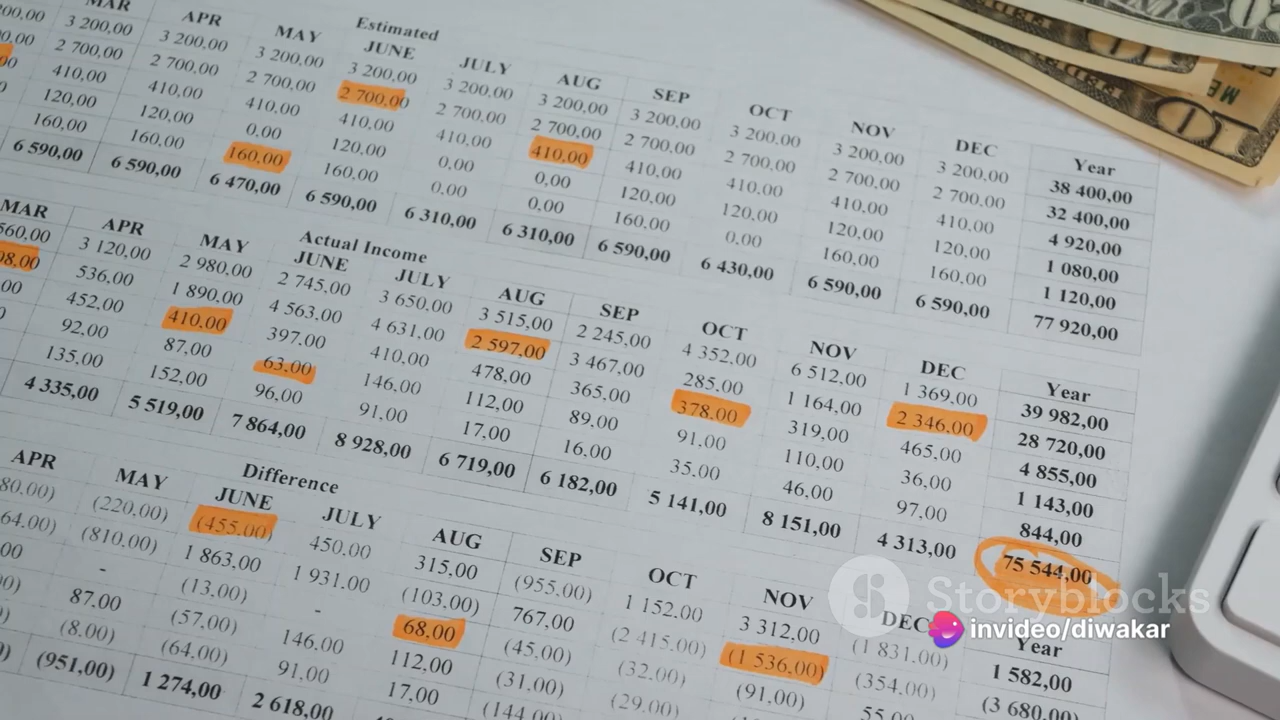 Estimated
MAR APR MAY JUNE JULY AUG SEP OCT NOV DEC Year
3 200,00 3 200,00 3 200,00 3 200,00 3 200,00 3 200,00 3 200,00 3 200,00 3 200,00 3 200,00 38 400,00
2 700,00 2 700,00 2 700,00 2 700,00 2 700,00 2 700,00 2 700,00 2 700,00 2 700,00 2 700,00 32 400,00
410,00 410,00 410,00 410,00 410,00 410,00 410,00 410,00 410,00 410,00 4 920,00
120,00 120,00 0,00 120,00 0,00 0,00 120,00 120,00 120,00 120,00 1 080,00
160,00 160,00 160,00 160,00 0.00 0,00 160,00 0.00 160,00 160,00 1 120,00
6 590,00 6 590,00 6 470,00 6 590,00 6 310,00 6 310,00 6 590,00 6 430,00 6 590,00 6 590,00 77 920,00
Actual Income
MAR APR MAY JUNE JULY AUG SEP OCT NOV DEC Year
560,00 3 120,00 2 980,00 2 745,00 3 650,00 3 515,00 2 245,00 4 352,00 6 512,00 1 369,00 39 982,00
536,00 1 890,00 4 563,00 4 631,00 2 597,00 3 467,00 285,00 1 164,00 2 346,00 28 720,00
452,00 410,00 397,00 410,00 478,00 365,00 378,00 319,00 465,00 4 855,00
92,00 87,00 63,00 146,00 112,00 89,00 91,00 110,00 36,00 1 143,00
135,00 152,00 96,00 91,00 17,00 16,00 35,00 46,00 97,00 844,00
4 335,00 5 519,00 7 864,00 8 928,00 6 719,00 6 182,00 5 141,00 8 151,00 4 313,00 75 544,00
Difference
APR MAY JUNE JULY AUG SEP OCT NOV DEC Year
80.00) (220.00) (455.00) 450.00 315,00 (955.00) 1 152.00 3 312,00 (1 831.00) 1 582,00
64.00) (810.00) 1 863,00 1 931.00 (103.00) 767,00 (2 415.00) (1 536,00) (354.00) (3 680,00)
- (13.00) - 68.00 (45,00) (32.00) (91.00) 55.00
87.00 (57.00) 146.00 112,00 (31.00) (29.00)
(8.00) (64.00) 91.00 17,00 (144.00)
(951,00) 1 274,00 2 618,00
Storyblocks
invideo/diwakar